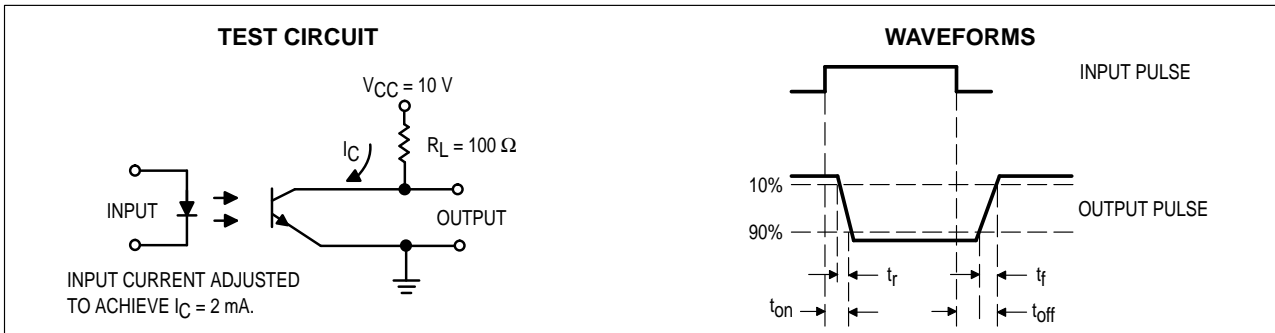 TEST CIRCUIT
VCC = 10 V
IC
RL = 100 Ω
INPUT
OUTPUT
INPUT CURRENT ADJUSTED
TO ACHIEVE IC = 2 mA.
WAVEFORMS
INPUT PULSE
10%
OUTPUT PULSE
90%
tr
tf
ton
toff